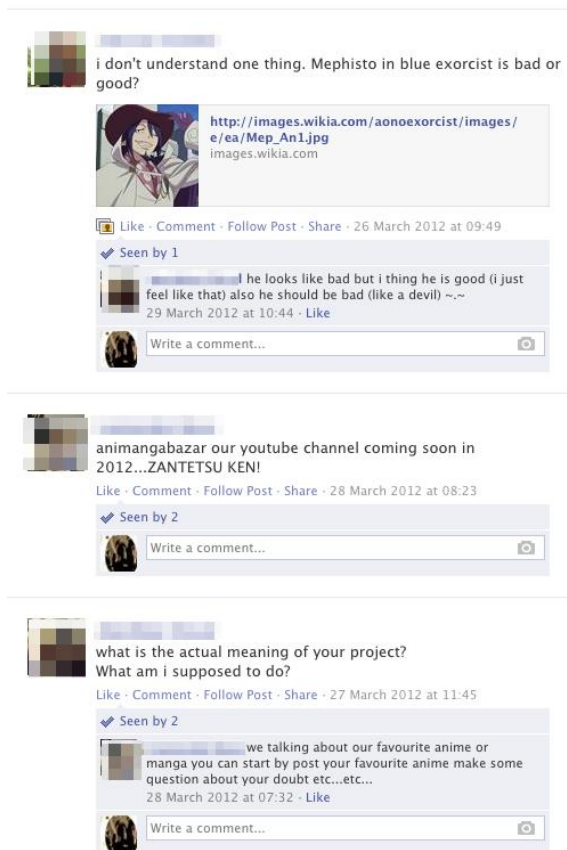 i don't understand one thing. Mephisto in blue exorcist is bad or
good?
http://images.wikia.com/aonoexorcist/images/
e/ea/Mep_An1.jpg
images.wikia.com
Like · Comment · Follow Post · Share · 26 March 2012 at 09:49
Seen by 1
he looks like bad but i thing he is good (i just
feel like that) also he should be bad (like a devil) ~.~
29 March 2012 at 10:44 · Like
Write a comment...
animangabazar our youtube channel coming soon in
2012...ZANTETSU KEN!
Like · Comment · Follow Post · Share · 28 March 2012 at 08:23
Seen by 2
Write a comment...
what is the actual meaning of your project?
What am i supposed to do?
Like · Comment · Follow Post · Share · 27 March 2012 at 11:45
Seen by 2
we talking about our favourite anime or
manga you can start by post your favourite anime make some
question about your doubt etc...etc...
28 March 2012 at 07:32 · Like
Write a comment...